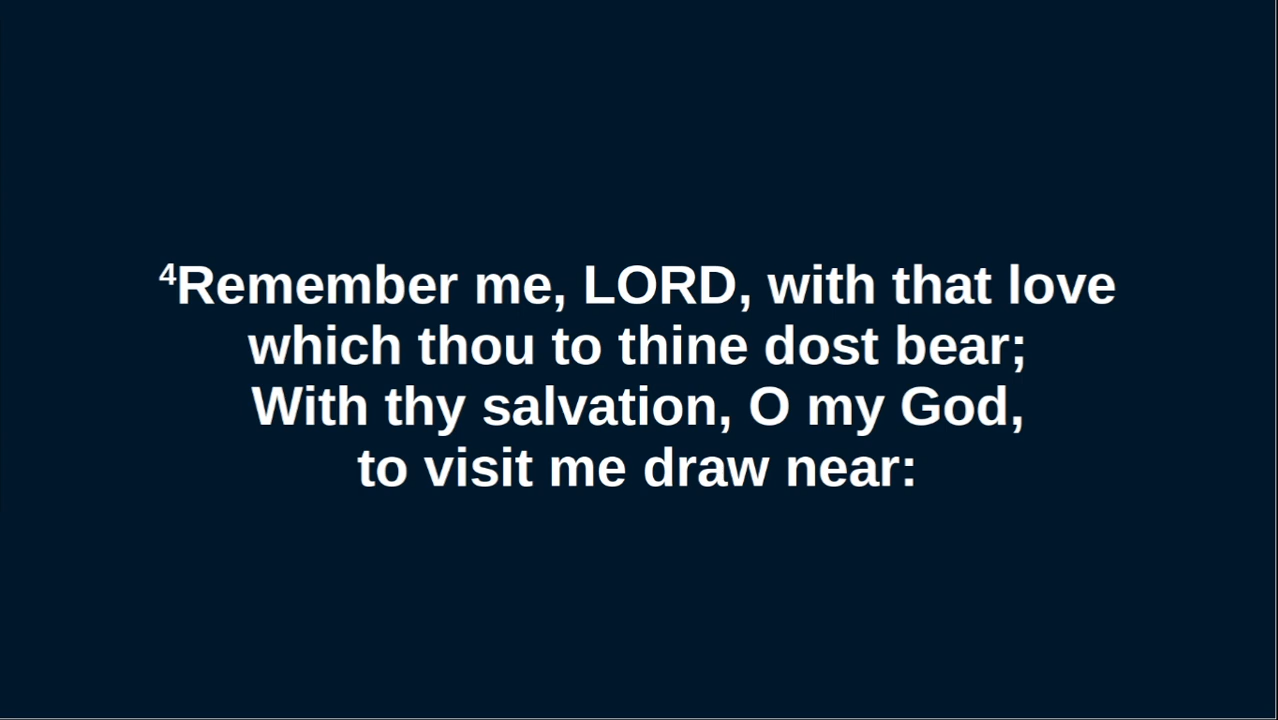 ⁴Remember me, LORD, with that love
which thou to thine dost bear;
With thy salvation, O my God,
to visit me draw near: